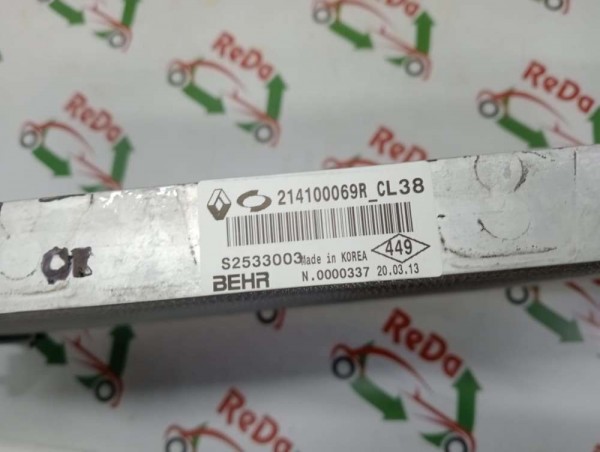 ReDa
ReDa
ReDa
ReDa
214100069R_CL38
S2533003 Made in KOREA 449
BEHR N.0000337 20.03.13
ReDa
ReDa